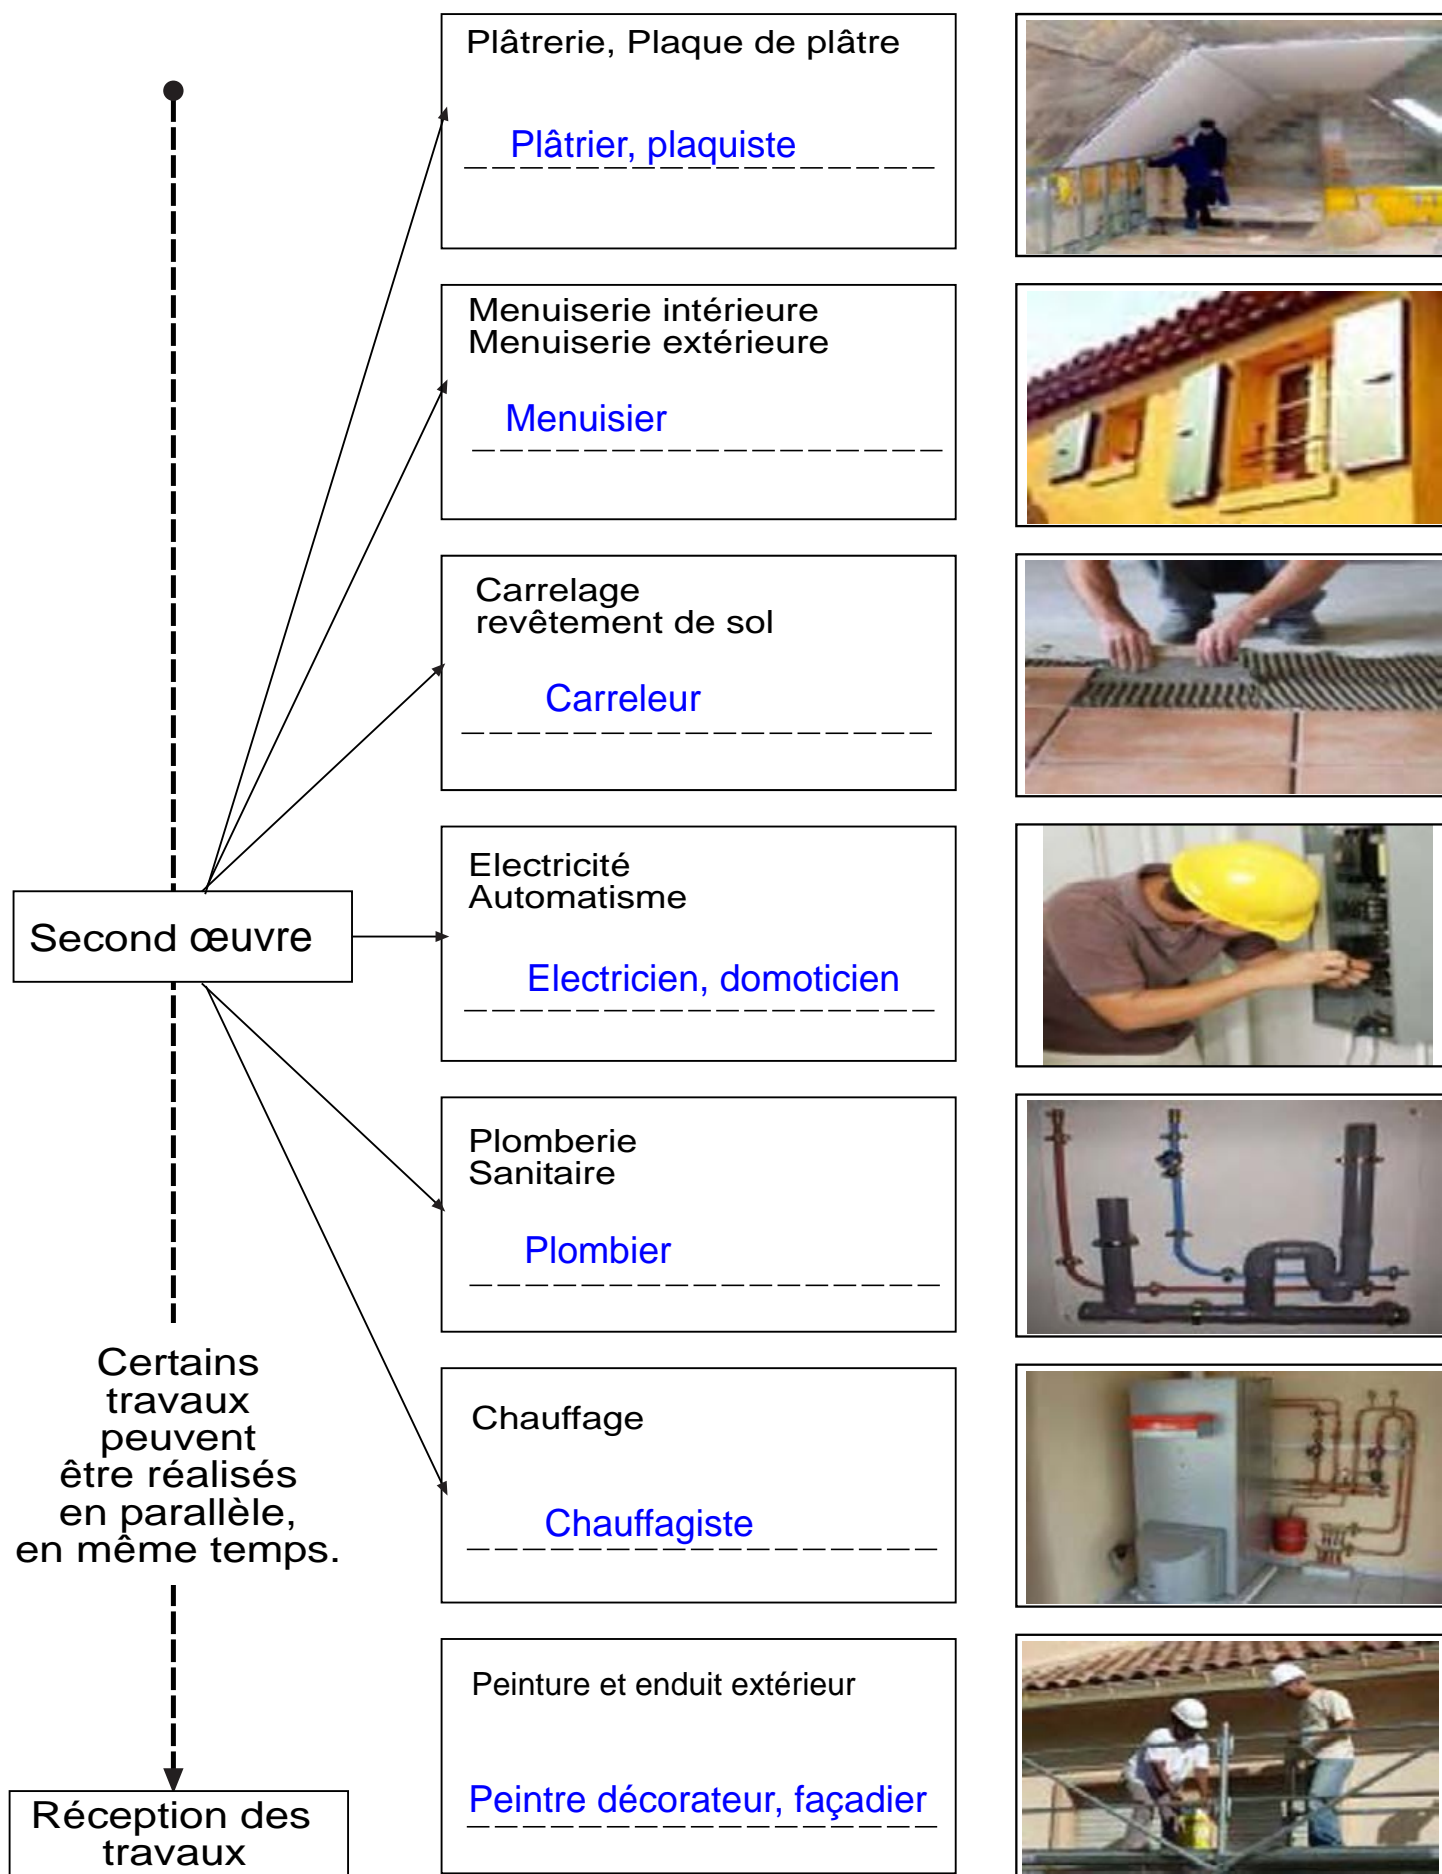 Plâtrerie, Plaque de plâtre
Plâtrier, plaquiste
Menuiserie intérieure
Menuiserie extérieure
Menuisier
Carrelage
revêtement de sol
Carreleur
Second œuvre
Electricité
Automatisme
Electricien, domoticien
Plomberie
Sanitaire
Plombier
Certains
travaux
peuvent
être réalisés
en parallèle,
en même temps.
Chauffage
Chauffagiste
Peinture et enduit extérieur
Peintre décorateur, façadier
Réception des
travaux